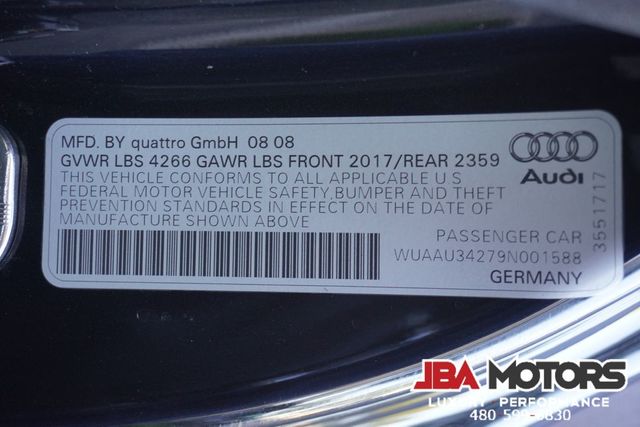 MFD. BY quattro GmbH 08 08
GVWR LBS 4266 GAWR LBS FRONT 2017/REAR 2359
THIS VEHICLE CONFORMS TO ALL APPLICABLE U S
FEDERAL MOTOR VEHICLE SAFETY, BUMPER AND THEFT
PREVENTION STANDARDS IN EFFECT ON THE DATE OF
MANUFACTURE SHOWN ABOVE
Audi
3551717
PASSENGER CAR
WUAAU34279N001588
GERMANY
JBA MOTORS
LUXURY PERFORMANCE
480